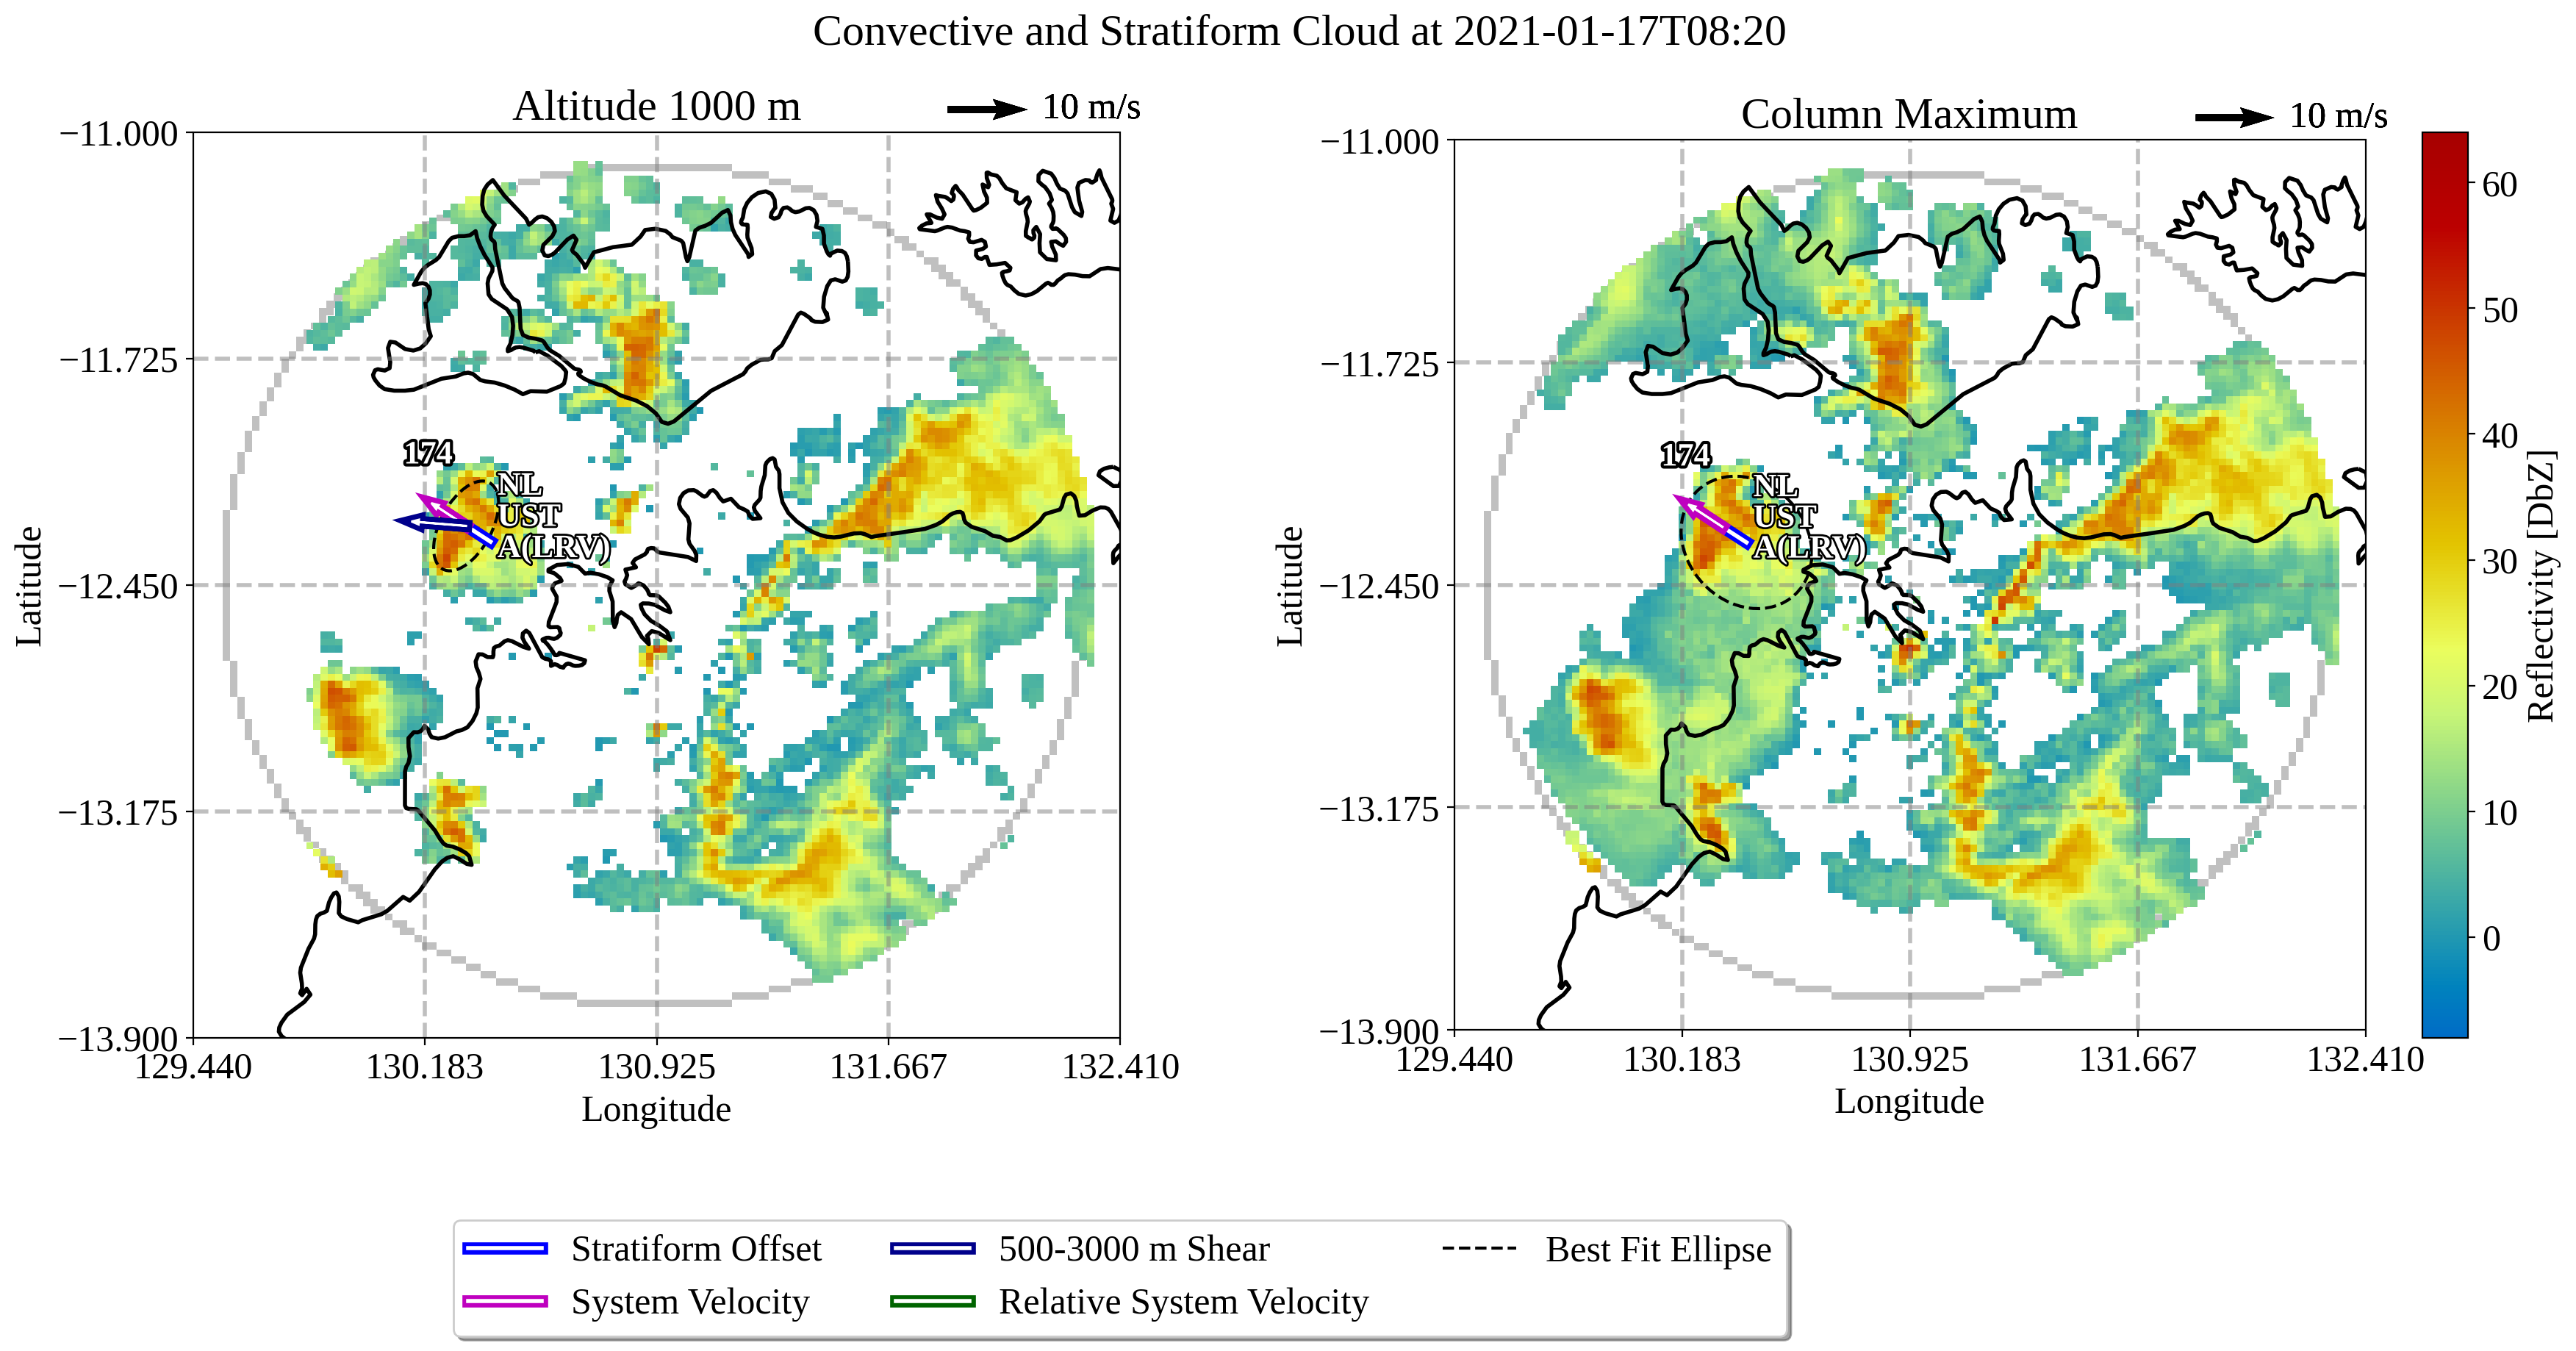 Convective and Stratiform Cloud at 2021-01-17T08:20
Altitude 1000 m
10 m/s
−11.000
−11.725
−12.450
−13.175
−13.900
129.440
130.183
130.925
131.667
132.410
Latitude
Longitude
174
NL
UST
A(LRV)
Column Maximum
10 m/s
−11.000
−11.725
−12.450
−13.175
−13.900
129.440
130.183
130.925
131.667
132.410
Latitude
Longitude
174
NL
UST
A(LRV)
60
50
40
30
20
10
0
Reflectivity [DbZ]
Stratiform Offset
System Velocity
500-3000 m Shear
Relative System Velocity
Best Fit Ellipse